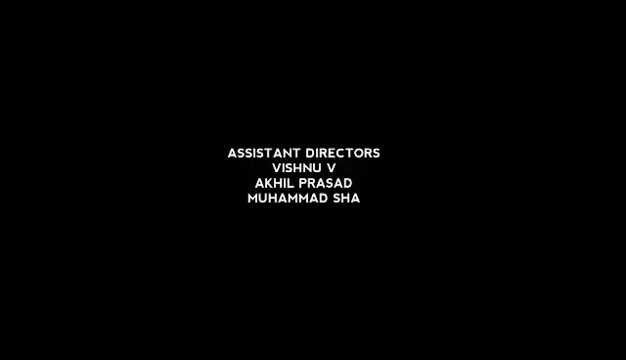 ASSISTANT DIRECTORS
VISHNU V
AKHIL PRASAD
MUHAMMAD SHA